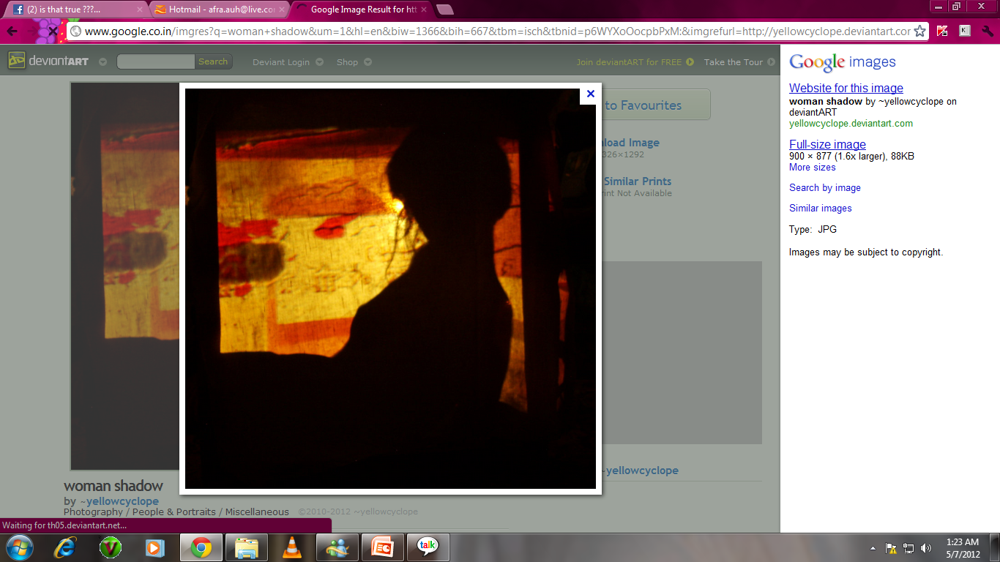 (2) is that true ???...
Hotmail - afra.auh@live.co
Google Image Result for htt
www.google.co.in/imgres?q=woman+shadow&um=1&hl=en&biw=1366&bih=667&tbm=isch&tbnid=p6WYXoOocpbPxM:&imgrefurl=http://yellowcyclope.deviantart.cor
deviantART
Search
Deviant Login
Shop
Join deviantART for FREE
Take the Tour
to Favourites
load Image
326×1292
Similar Prints
int Not Available
~yellowcyclope
woman shadow
by ~yellowcyclope
Photography / People & Portraits / Miscellaneous ©2010-2012 ~yellowcyclope
Google images
Website for this image
woman shadow by ~yellowcyclope on
deviantART
yellowcyclope.deviantart.com
Full-size image
900 × 877 (1.6x larger), 88KB
More sizes
Search by image
Similar images
Type: JPG
Images may be subject to copyright.
Waiting for th05.deviantart.net...
talk
1:23 AM
5/7/2012